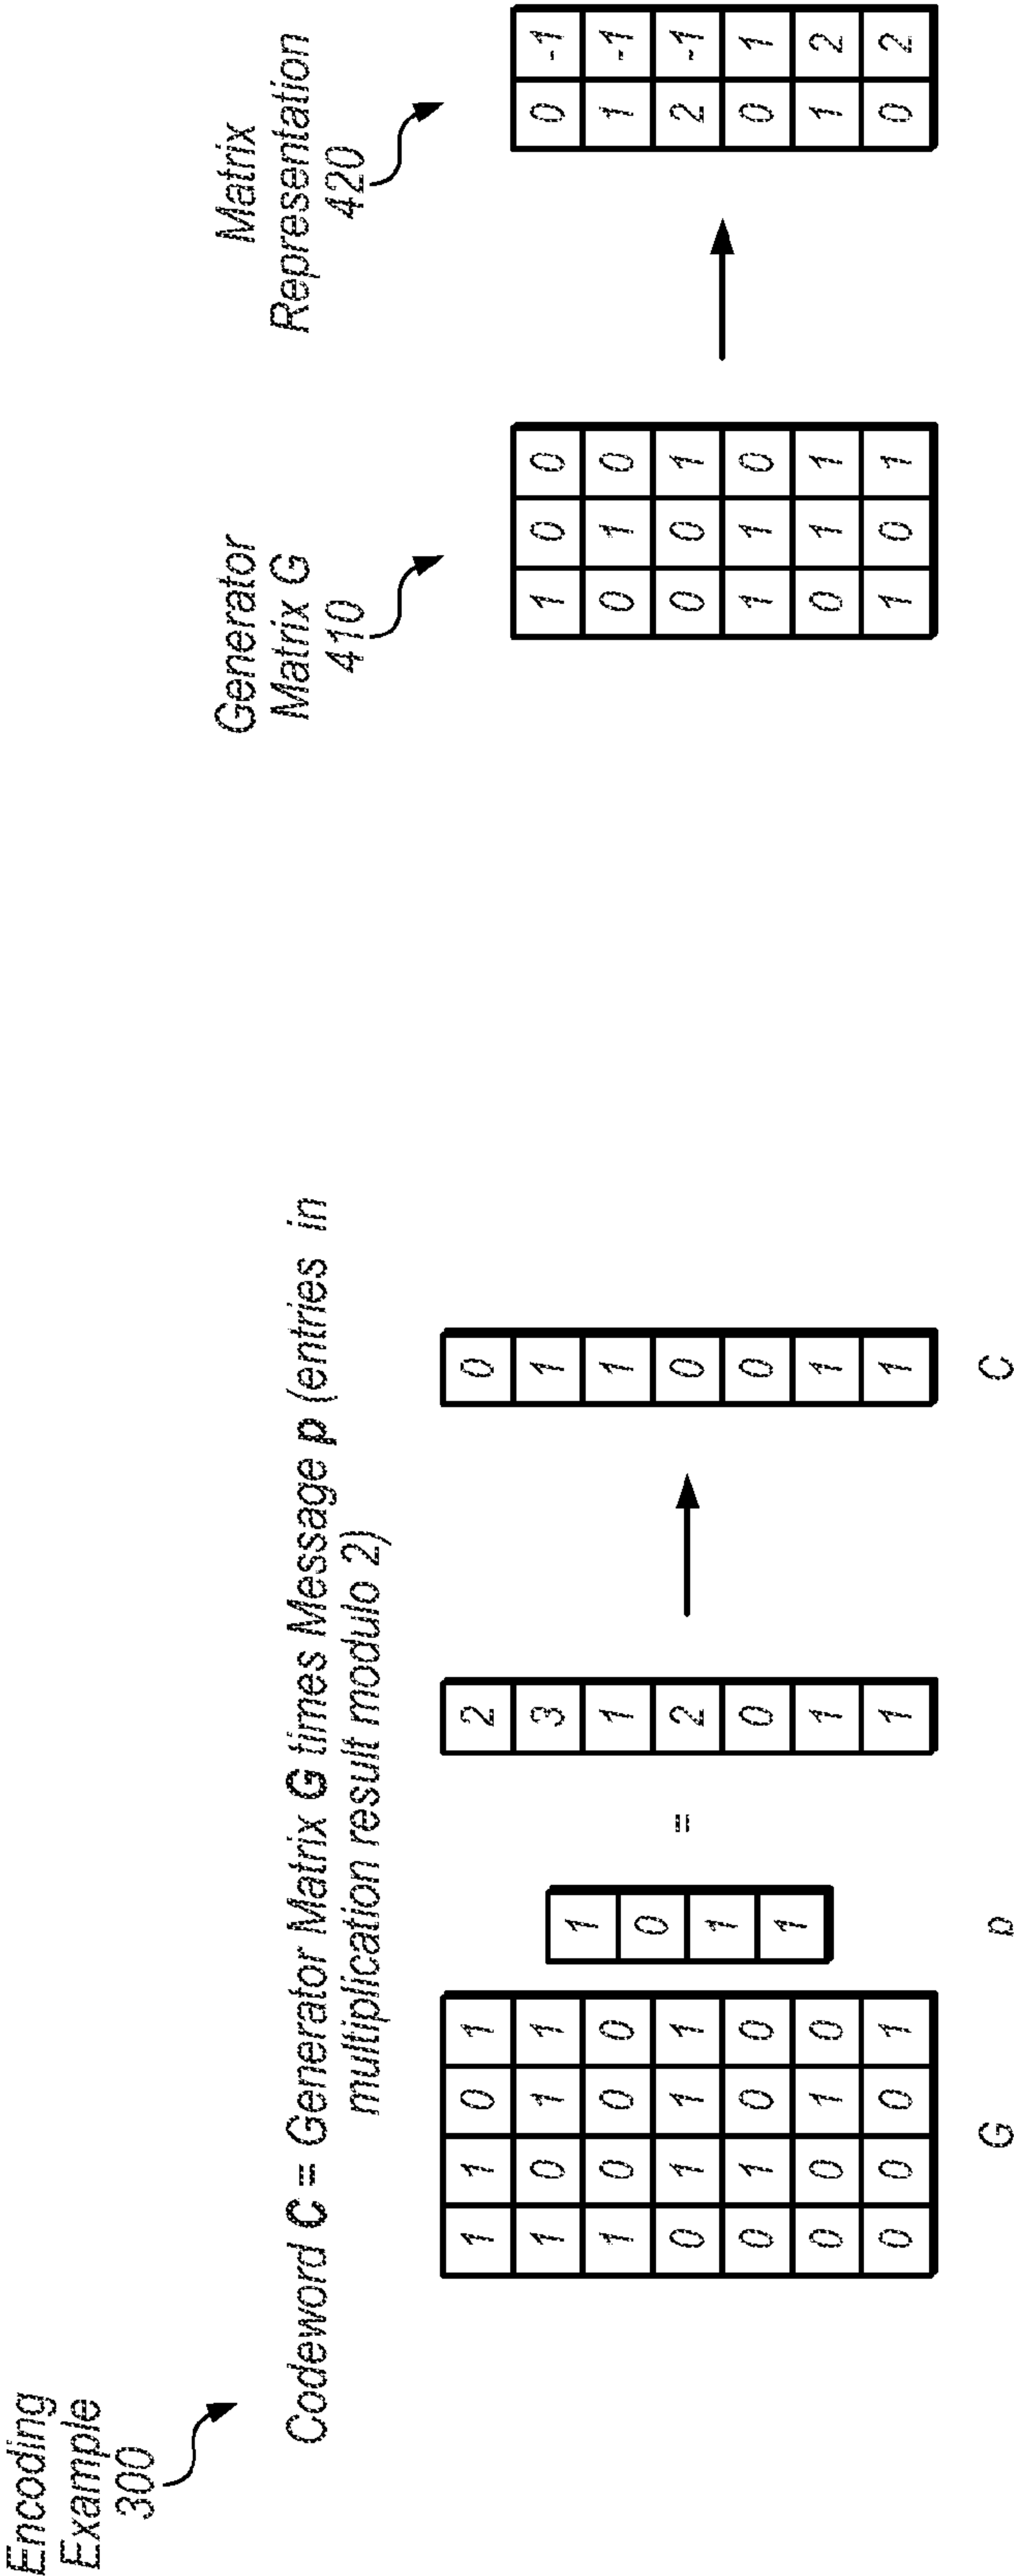 Encoding
Example
300
Codeword C = Generator Matrix G times Message p (entries in
multiplication result modulo 2)
1 1 0 1
1 0 1 1
1 0 0 0
0 1 1 1
0 1 0 0
0 0 1 0
0 0 0 1
G
1
0
1
1
p
=
2
3
1
2
0
1
1
0
1
1
0
0
1
1
C
Generator
Matrix G
410
1 0 0
0 1 0
0 0 1
1 1 0
0 1 1
1 0 1
Matrix
Representation
420
0 -1
1 -1
2 -1
0 1
1 2
0 2